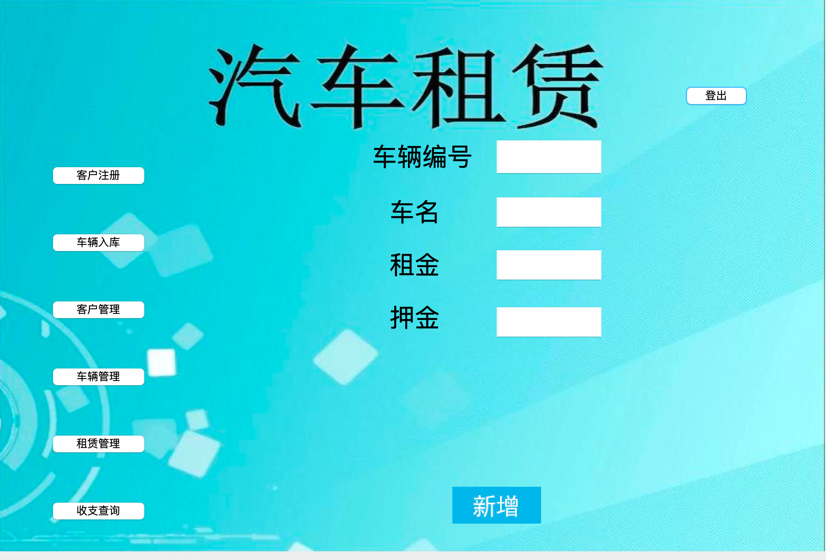 汽车租赁
登出
车辆编号
客户注册
车名
车辆入库
租金
客户管理
押金
车辆管理
租赁管理
新增
收支查询